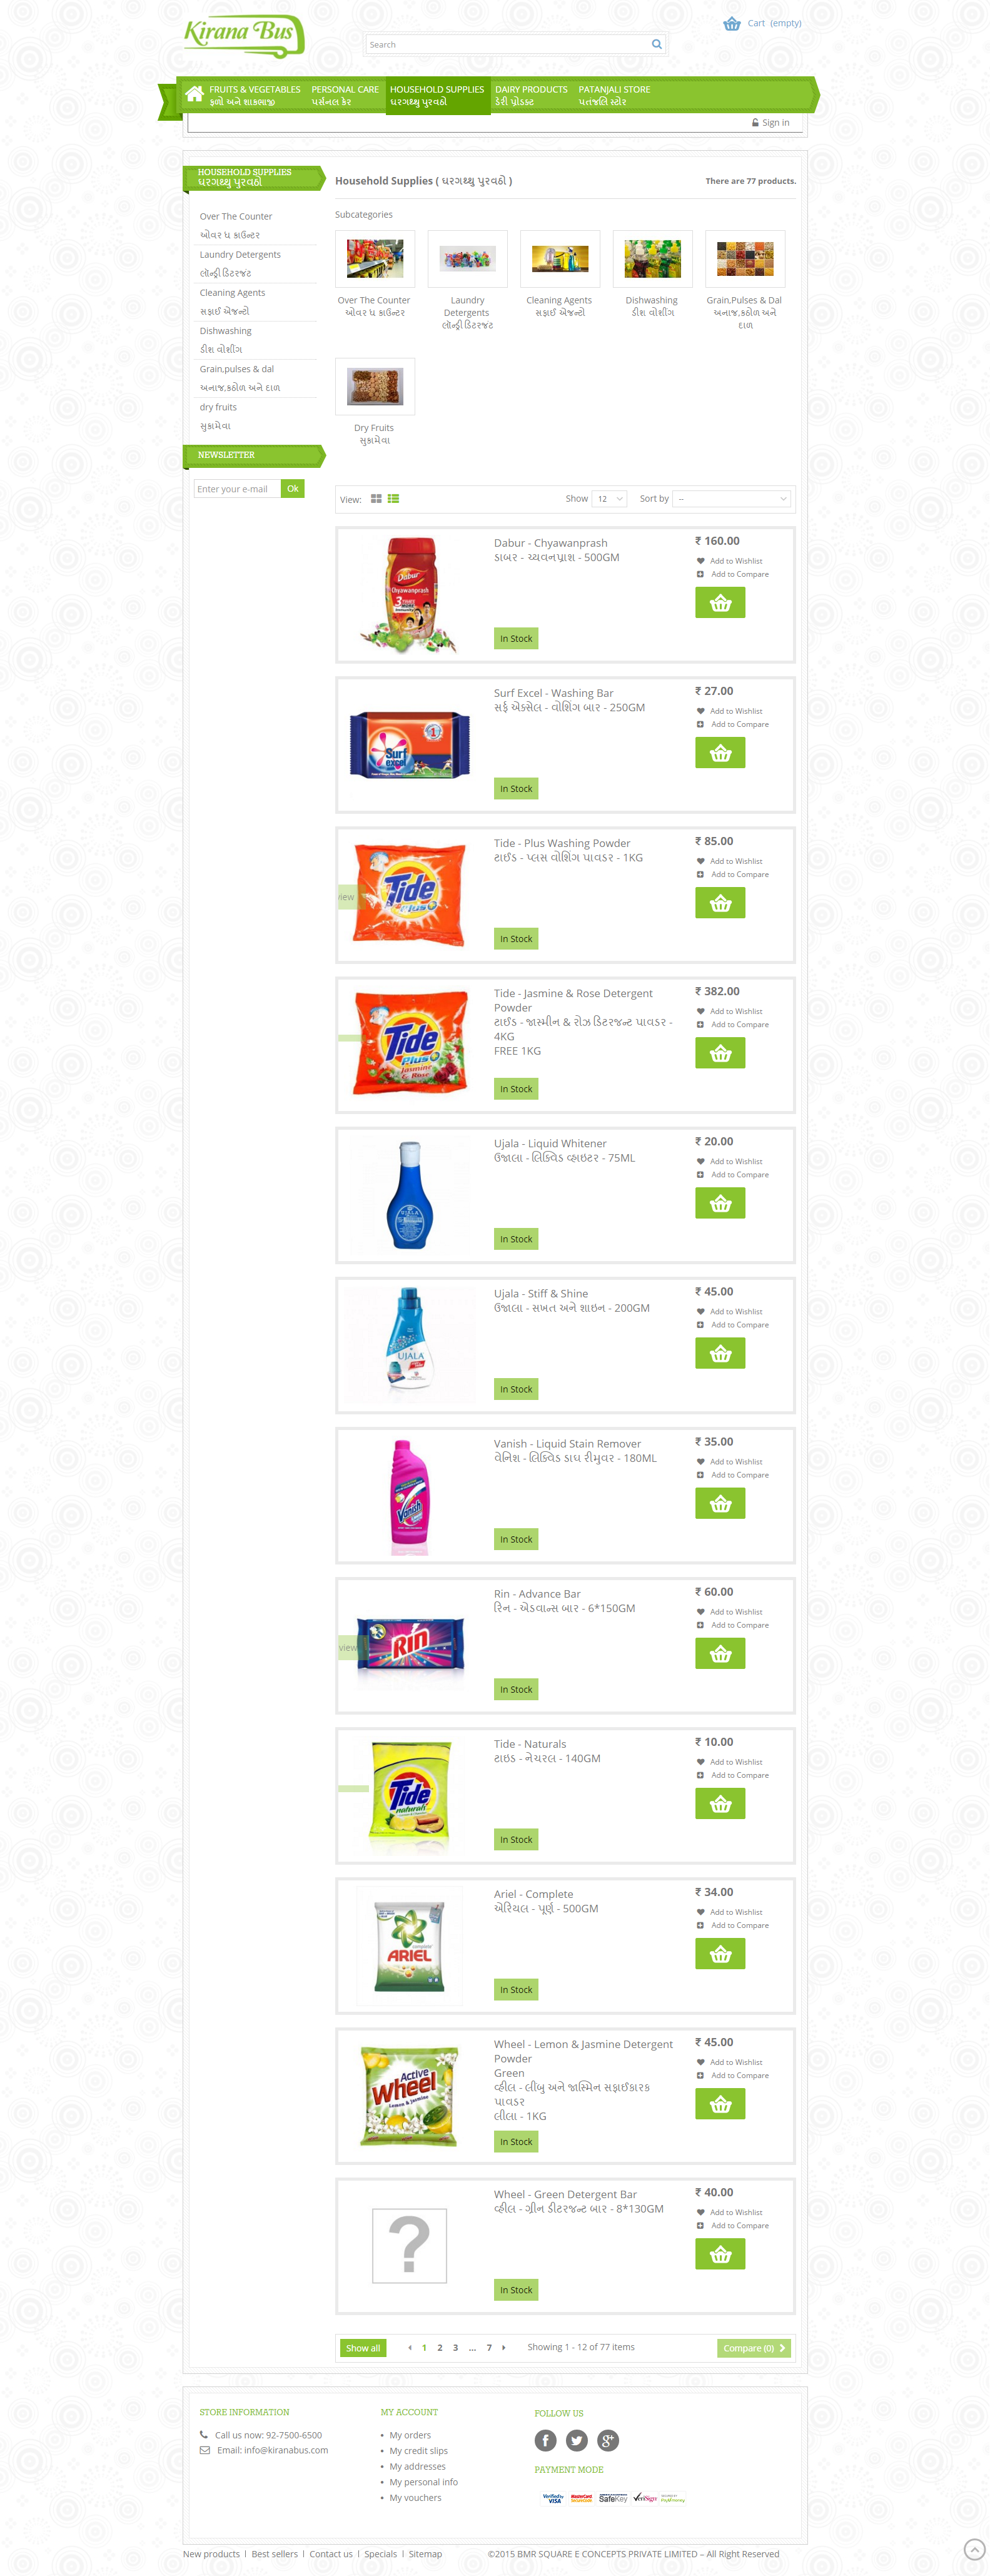 Kirana Bus
Cart (empty)
Search
FRUITS & VEGETABLES
ફળો અને શાકભાજી
PERSONAL CARE
પર્સનલ કેર
HOUSEHOLD SUPPLIES
ઘરગથ્થુ પુરવઠો
DAIRY PRODUCTS
ડેરી પ્રોડક્ટ
PATANJALI STORE
પતંજલિ સ્ટોર
Sign in
HOUSEHOLD SUPPLIES
ઘરગથ્થુ પુરવઠો
Over The Counter
ઓવર ધ કાઉન્ટર
Laundry Detergents
લોન્ડ્રી ડિટરજંટ
Cleaning Agents
સફાઈ એજન્ટો
Dishwashing
ડીશ વોશીંગ
Grain,pulses & dal
અનાજ,કઠોળ અને દાળ
dry fruits
સુકામેવા
NEWSLETTER
Enter your e-mail Ok
Household Supplies ( ઘરગથ્થુ પુરવઠો )
There are 77 products.
Subcategories
Over The Counter
ઓવર ધ કાઉન્ટર
Laundry
Detergents
લોન્ડ્રી ડિટરજંટ
Cleaning Agents
સફાઈ એજન્ટો
Dishwashing
ડીશ વોશીંગ
Grain,Pulses & Dal
અનાજ,કઠોળ અને
દાળ
Dry Fruits
સુકામેવા
View:
Show 12 Sort by --
Dabur - Chyawanprash
ડાબર - ચ્યવનપ્રાશ - 500GM
In Stock
₹ 160.00
Add to Wishlist
Add to Compare
Surf Excel - Washing Bar
સર્ફ એક્સેલ - વોશિંગ બાર - 250GM
In Stock
₹ 27.00
Add to Wishlist
Add to Compare
view
Tide - Plus Washing Powder
ટાઈડ - પ્લસ વોશિંગ પાવડર - 1KG
In Stock
₹ 85.00
Add to Wishlist
Add to Compare
Tide - Jasmine & Rose Detergent
Powder
ટાઈડ - જાસ્મીન & રોઝ ડિટરજન્ટ પાવડર -
4KG
FREE 1KG
In Stock
₹ 382.00
Add to Wishlist
Add to Compare
Ujala - Liquid Whitener
ઉજાલા - લિક્વિડ વ્હાઇટર - 75ML
In Stock
₹ 20.00
Add to Wishlist
Add to Compare
Ujala - Stiff & Shine
ઉજાલા - સખત અને શાઇન - 200GM
In Stock
₹ 45.00
Add to Wishlist
Add to Compare
Vanish - Liquid Stain Remover
વેનિશ - લિક્વિડ ડાઘ રીમુવર - 180ML
In Stock
₹ 35.00
Add to Wishlist
Add to Compare
view
Rin - Advance Bar
રિન - એડવાન્સ બાર - 6*150GM
In Stock
₹ 60.00
Add to Wishlist
Add to Compare
Tide - Naturals
ટાઇડ - નેચરલ - 140GM
In Stock
₹ 10.00
Add to Wishlist
Add to Compare
Ariel - Complete
એરિયલ - પૂર્ણ - 500GM
In Stock
₹ 34.00
Add to Wishlist
Add to Compare
Wheel - Lemon & Jasmine Detergent
Powder
Green
વ્હીલ - લીંબુ અને જાસ્મિન સફાઈકારક
પાવડર
લીલા - 1KG
In Stock
₹ 45.00
Add to Wishlist
Add to Compare
?
Wheel - Green Detergent Bar
વ્હીલ - ગ્રીન ડીટરજન્ટ બાર - 8*130GM
In Stock
₹ 40.00
Add to Wishlist
Add to Compare
Show all 1 2 3 ... 7 Showing 1 - 12 of 77 items Compare (0)
STORE INFORMATION
Call us now: 92-7500-6500
Email: info@kiranabus.com
MY ACCOUNT
My orders
My credit slips
My addresses
My personal info
My vouchers
FOLLOW US
PAYMENT MODE
Verified by VISA MasterCard SafeKey VeriSign
New products | Best sellers | Contact us | Specials | Sitemap
©2015 BMR SQUARE E CONCEPTS PRIVATE LIMITED – All Right Reserved